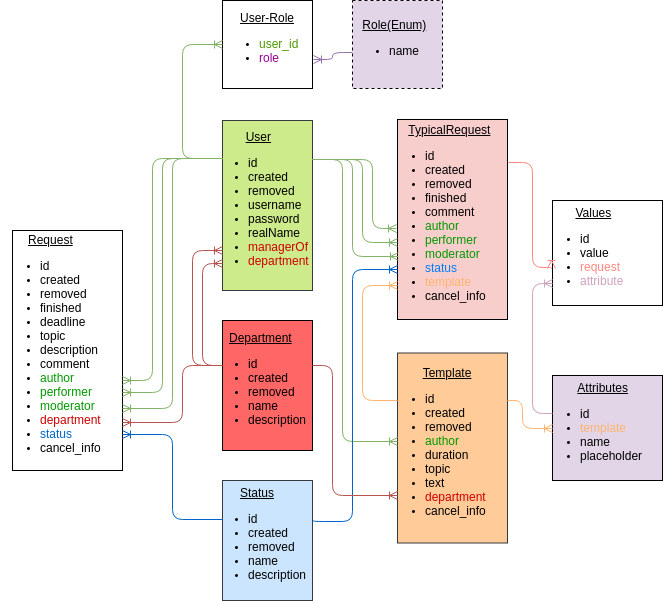 User-Role
user_id
role
Role(Enum)
name
User
id
created
removed
username
password
realName
managerOf
department
TypicalRequest
id
created
removed
finished
comment
author
performer
moderator
status
template
cancel_info
Values
id
value
request
attribute
Request
id
created
removed
finished
deadline
topic
description
comment
author
performer
moderator
department
status
cancel_info
Department
id
created
removed
name
description
Template
id
created
removed
author
duration
topic
text
department
cancel_info
Attributes
id
template
name
placeholder
Status
id
created
removed
name
description